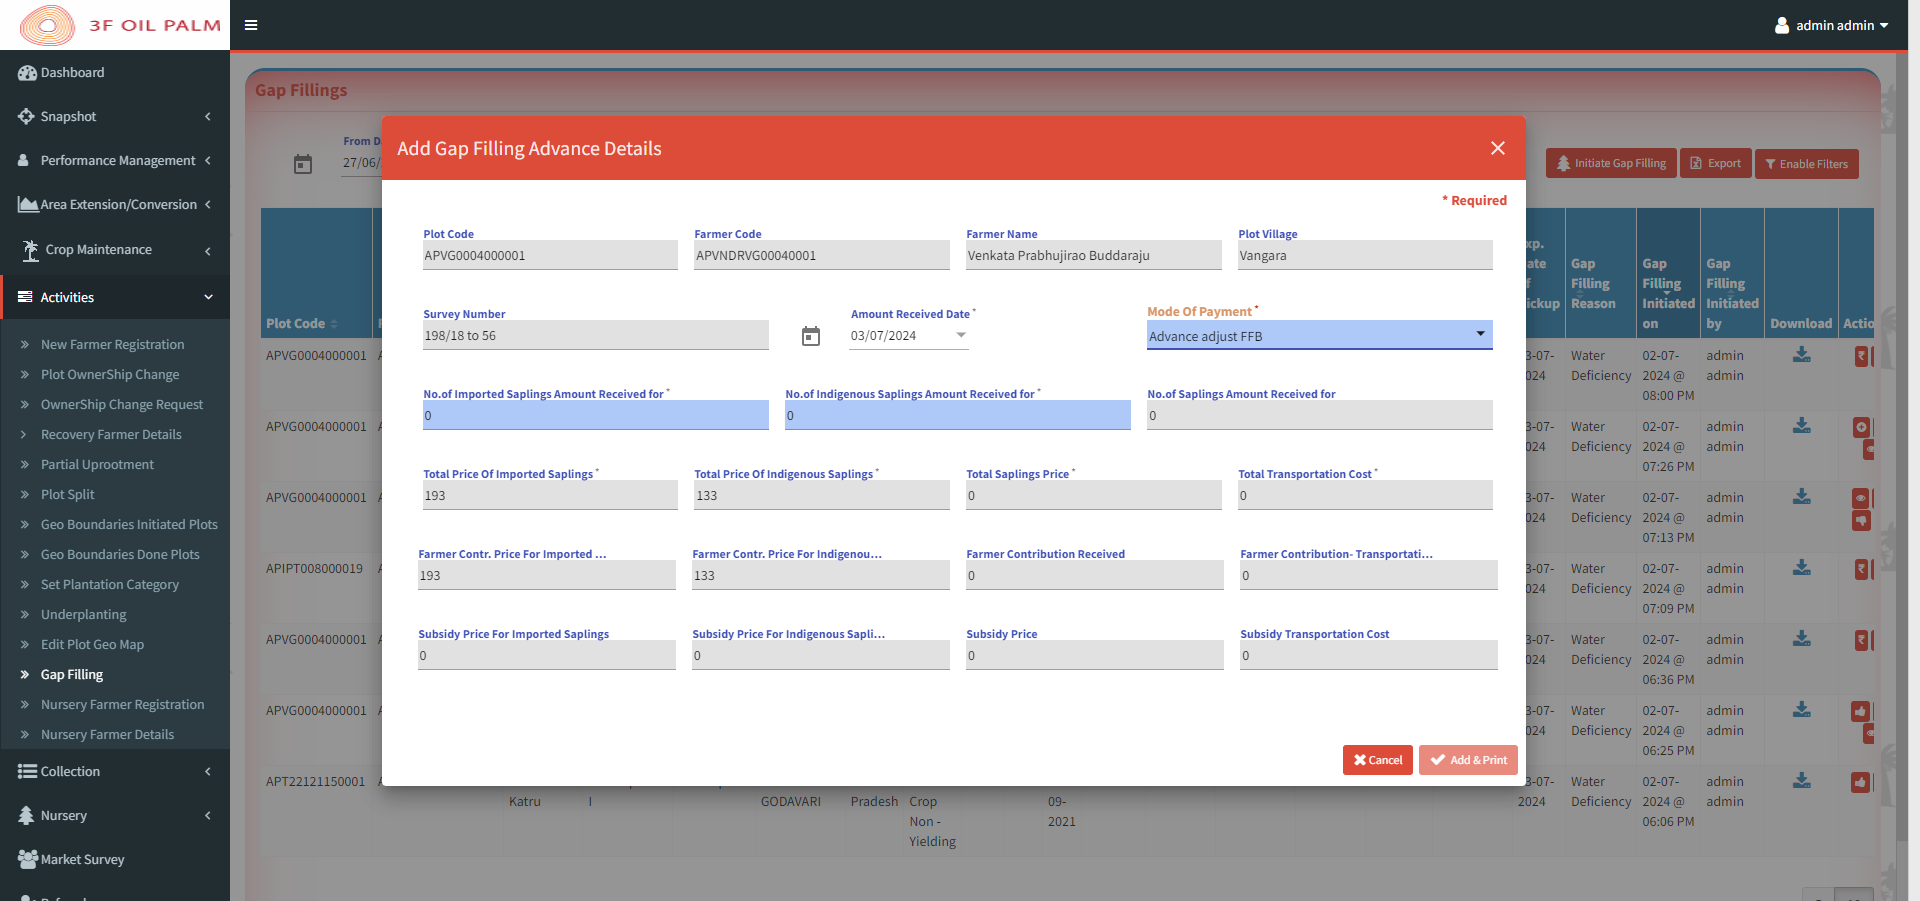 3F OIL PALM
admin admin
Dashboard
Snapshot
Performance Management
Area Extension/Conversion
Crop Maintenance
Activities
New Farmer Registration
Plot OwnerShip Change
OwnerShip Change Request
Recovery Farmer Details
Partial Uprootment
Plot Split
Geo Boundaries Initiated Plots
Geo Boundaries Done Plots
Set Plantation Category
Underplanting
Edit Plot Geo Map
Gap Filling
Nursery Farmer Registration
Nursery Farmer Details
Collection
Nursery
Market Survey
Gap Fillings
From D
27/06/
Initiate Gap Filling
Export
Enable Filters
Add Gap Filling Advance Details
* Required
Plot Code
APVG0004000001
Farmer Code
APVNDRVG00040001
Farmer Name
Venkata Prabhujirao Buddaraju
Plot Village
Vangara
Survey Number
198/18 to 56
Amount Received Date *
03/07/2024
Mode Of Payment *
Advance adjust FFB
No.of Imported Saplings Amount Received for *
0
No.of Indigenous Saplings Amount Received for *
0
No.of Saplings Amount Received for
0
Total Price Of Imported Saplings *
193
Total Price Of Indigenous Saplings *
133
Total Saplings Price *
0
Total Transportation Cost *
0
Farmer Contr. Price For Imported ...
193
Farmer Contr. Price For Indigenou...
133
Farmer Contribution Received
0
Farmer Contribution- Transportati...
0
Subsidy Price For Imported Saplings
0
Subsidy Price For Indigenous Sapli...
0
Subsidy Price
0
Subsidy Transportation Cost
0
Cancel
Add & Print
Plot Code
xp.
ate
f
ickup
Gap
Filling
Reason
Gap
Filling
Initiated
on
Gap
Filling
Initiated
by
Download
Actio
APVG0004000001
3-07-
024
Water
Deficiency
02-07-
2024 @
08:00 PM
admin
admin
APVG0004000001
3-07-
024
Water
Deficiency
02-07-
2024 @
07:26 PM
admin
admin
APVG0004000001
3-07-
024
Water
Deficiency
02-07-
2024 @
07:13 PM
admin
admin
APIPT008000019
3-07-
024
Water
Deficiency
02-07-
2024 @
07:09 PM
admin
admin
APVG0004000001
3-07-
024
Water
Deficiency
02-07-
2024 @
06:36 PM
admin
admin
APVG0004000001
3-07-
024
Water
Deficiency
02-07-
2024 @
06:25 PM
admin
admin
APT22121150001
Katru
I
GODAVARI
Pradesh
Crop
Non -
Yielding
09-
2021
3-07-
2024
Water
Deficiency
02-07-
2024 @
06:06 PM
admin
admin